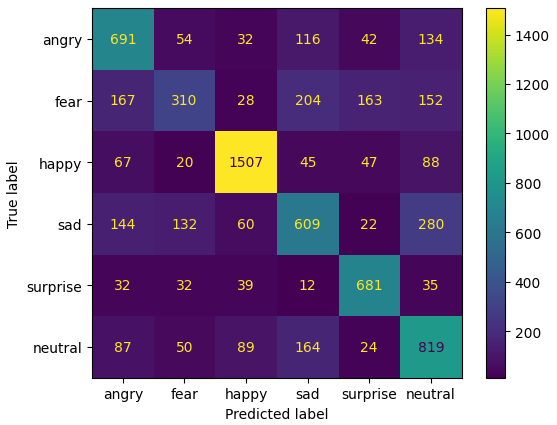 angry 691 54 32 116 42 134
fear 167 310 28 204 163 152
happy 67 20 1507 45 47 88
sad 144 132 60 609 22 280
surprise 32 32 39 12 681 35
neutral 87 50 89 164 24 819
angry fear happy sad surprise neutral
Predicted label
True label
1400
1200
1000
800
600
400
200